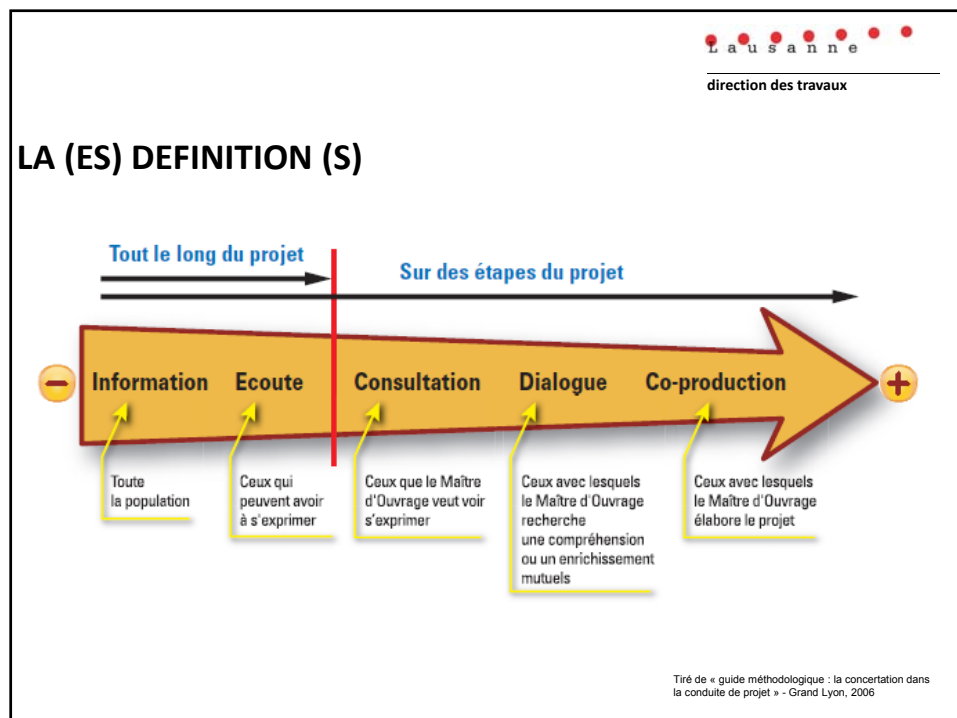 Lausanne
direction des travaux
LA (ES) DEFINITION (S)
Tout le long du projet
Sur des étapes du projet
Information
Ecoute
Consultation
Dialogue
Co-production
Toute
la population
Ceux qui
peuvent avoir
à s'exprimer
Ceux que le Maître
d'Ouvrage veut voir
s'exprimer
Ceux avec lesquels
le Maître d'Ouvrage
recherche
une compréhension
ou un enrichissement
mutuels
Ceux avec lesquels
le Maître d'Ouvrage
élabore le projet
Tiré de « guide méthodologique : la concertation dans
la conduite de projet » - Grand Lyon, 2006